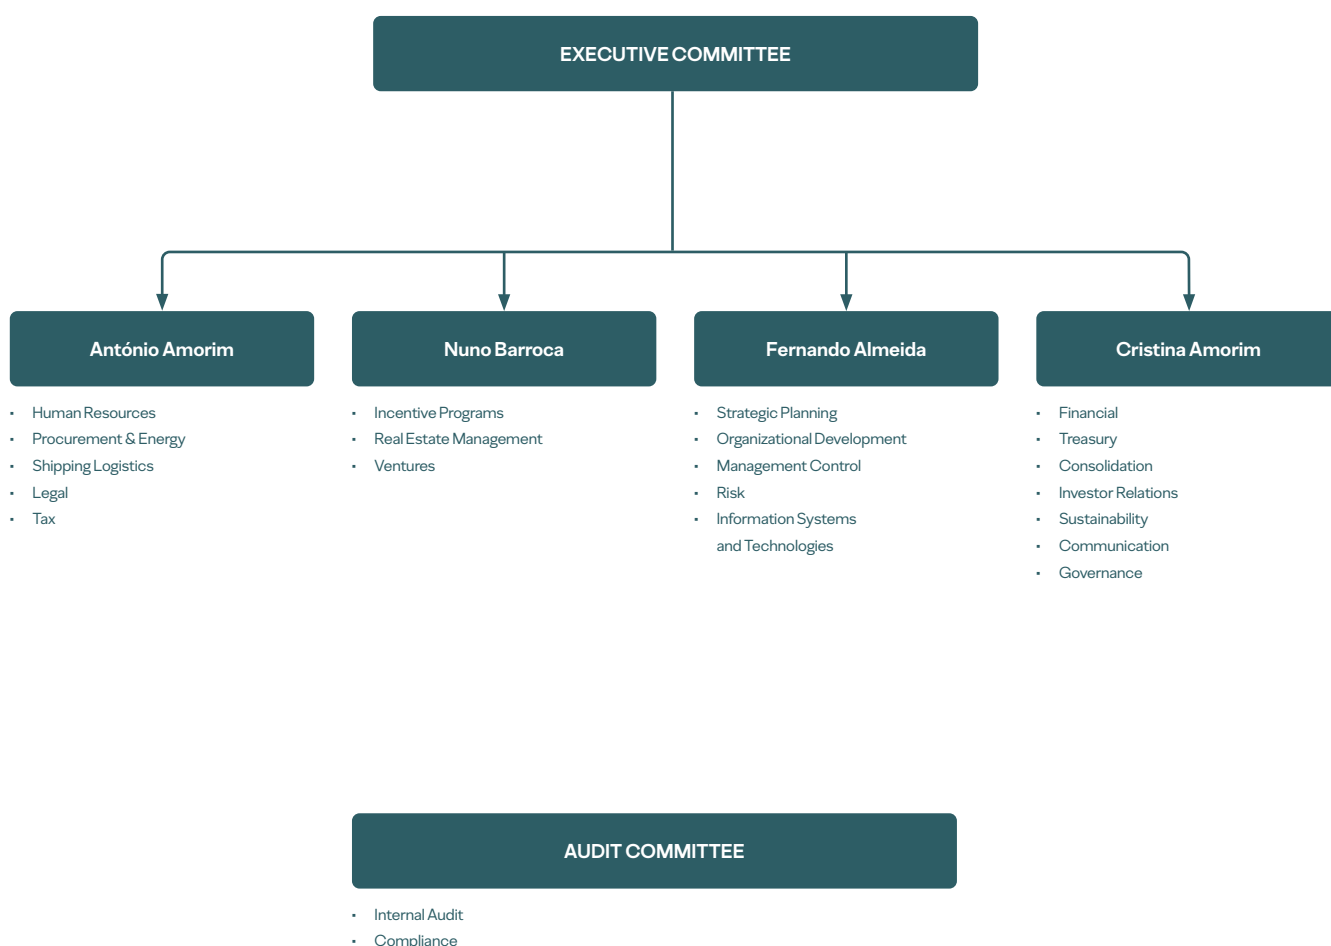 EXECUTIVE COMMITTEE
António Amorim
• Human Resources
• Procurement & Energy
• Shipping Logistics
• Legal
• Tax
Nuno Barroca
• Incentive Programs
• Real Estate Management
• Ventures
Fernando Almeida
• Strategic Planning
• Organizational Development
• Management Control
• Risk
• Information Systems
and Technologies
Cristina Amorim
• Financial
• Treasury
• Consolidation
• Investor Relations
• Sustainability
• Communication
• Governance
AUDIT COMMITTEE
• Internal Audit
• Compliance